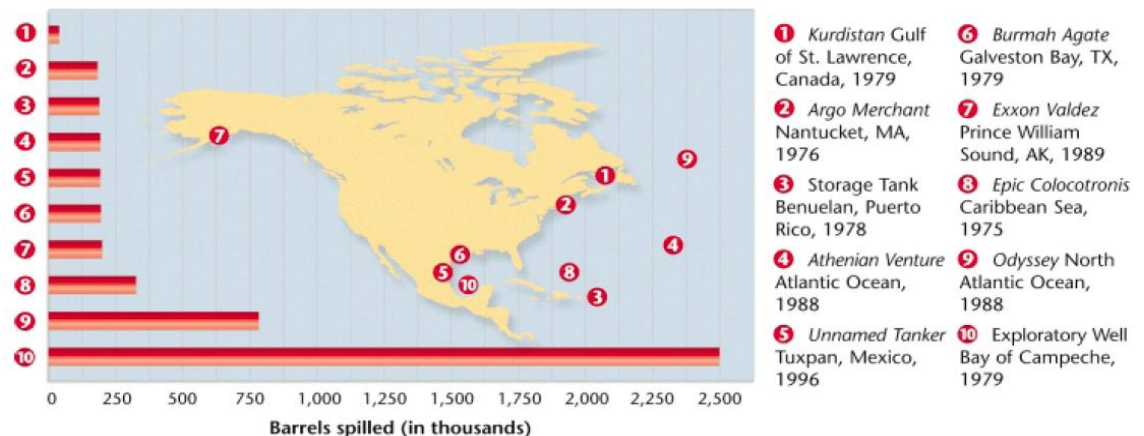 1
2
3
4
5
6
7
8
9
10
7
9
1
2
4
6
5
8
10
3
0 250 500 750 1,000 1,250 1,500 1,750 2,000 2,250 2,500
Barrels spilled (in thousands)
1 Kurdistan Gulf
of St. Lawrence,
Canada, 1979
2 Argo Merchant
Nantucket, MA,
1976
3 Storage Tank
Benuelan, Puerto
Rico, 1978
4 Athenian Venture
Atlantic Ocean,
1988
5 Unnamed Tanker
Tuxpan, Mexico,
1996
6 Burmah Agate
Galveston Bay, TX,
1979
7 Exxon Valdez
Prince William
Sound, AK, 1989
8 Epic Colocotronis
Caribbean Sea,
1975
9 Odyssey North
Atlantic Ocean,
1988
10 Exploratory Well
Bay of Campeche,
1979